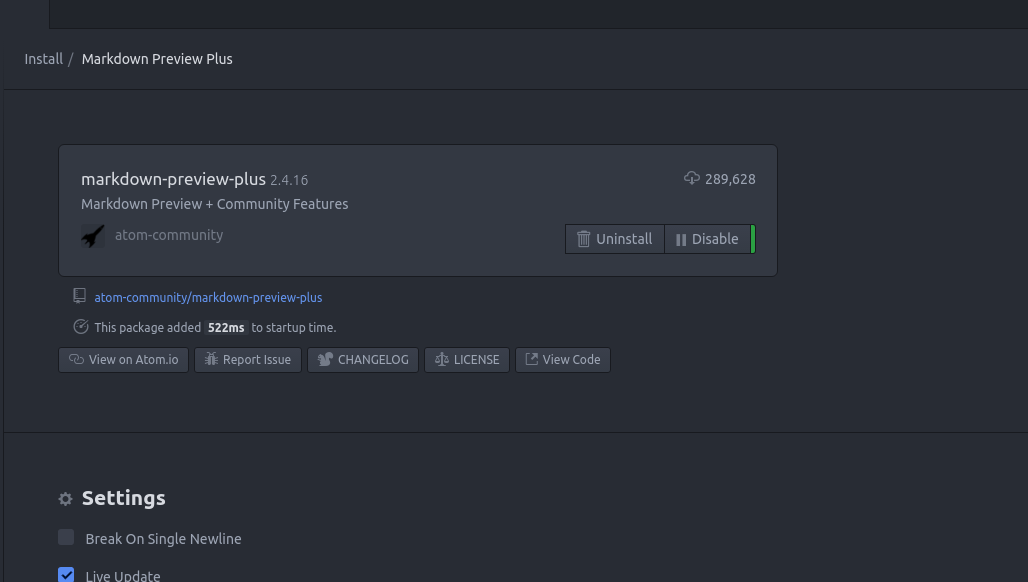 Install / Markdown Preview Plus
markdown-preview-plus 2.4.16
289,628
Markdown Preview + Community Features
atom-community
Uninstall
Disable
atom-community/markdown-preview-plus
This package added 522ms to startup time.
View on Atom.io
Report Issue
CHANGELOG
LICENSE
View Code
Settings
Break On Single Newline
Live Update